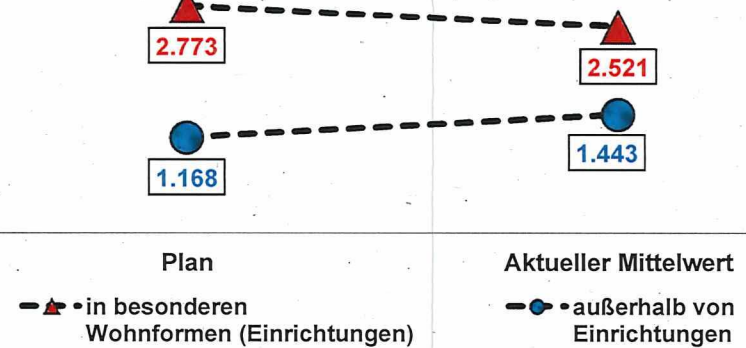 2.773
2.521
1.168
1.443
Plan
Aktueller Mittelwert
in besonderen
Wohnformen (Einrichtungen)
außerhalb von
Einrichtungen